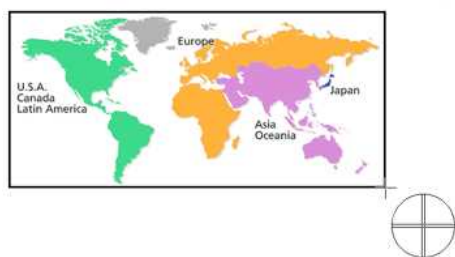 Europe
U.S.A.
Canada
Latin America
Japan
Asia
Oceania